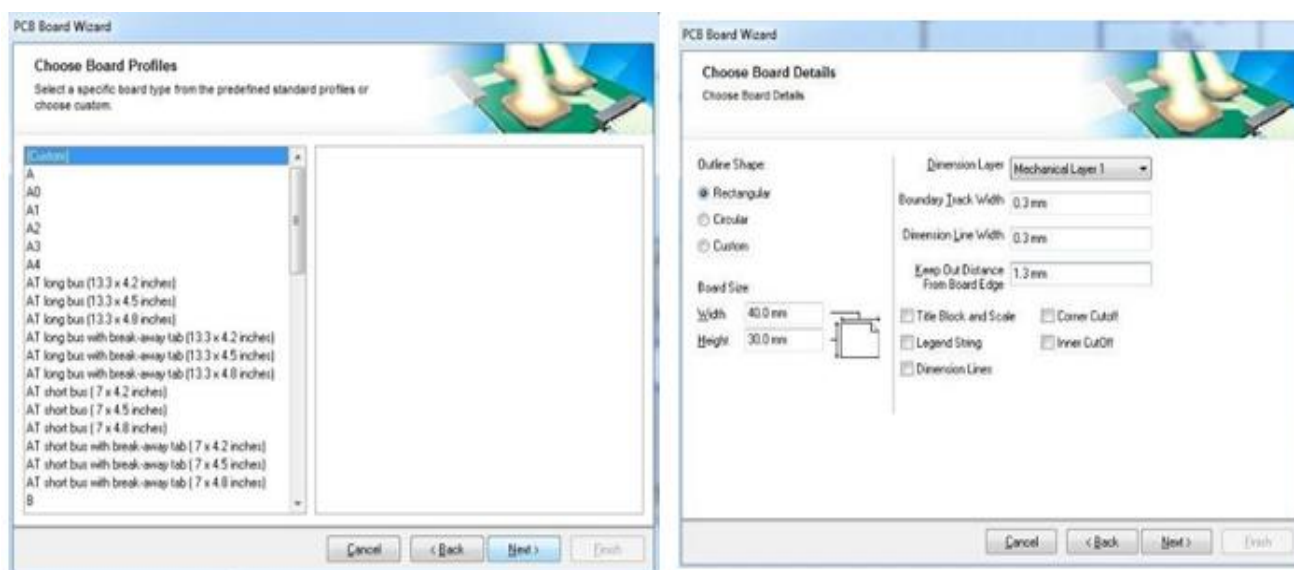 PCB Board Wizard
Choose Board Profiles
Select a specific board type from the predefined standard profiles or
choose custom.
[Custom]
A
A0
A1
A2
A3
A4
AT long bus (13.3 x 4.2 inches)
AT long bus (13.3 x 4.5 inches)
AT long bus (13.3 x 4.8 inches)
AT long bus with break-away tab (13.3 x 4.2 inches)
AT long bus with break-away tab (13.3 x 4.5 inches)
AT long bus with break-away tab (13.3 x 4.8 inches)
AT short bus ( 7 x 4.2 inches)
AT short bus ( 7 x 4.5 inches)
AT short bus ( 7 x 4.8 inches)
AT short bus with break-away tab ( 7 x 4.2 inches)
AT short bus with break-away tab ( 7 x 4.5 inches)
AT short bus with break-away tab ( 7 x 4.8 inches)
B
Cancel
< Back
Next >
Finish
PCB Board Wizard
Choose Board Details
Choose Board Details
Outline Shape:
Rectangular
Circular
Custom
Board Size:
Width 40.0 mm
Height 30.0 mm
Dimension Layer Mechanical Layer 1
Boundary Track Width 0.3 mm
Dimension Line Width 0.3 mm
Keep Out Distance
From Board Edge 1.3 mm
Title Block and Scale Corner Cutoff
Legend String Inner CutOff
Dimension Lines
Cancel
< Back
Next >
Finish